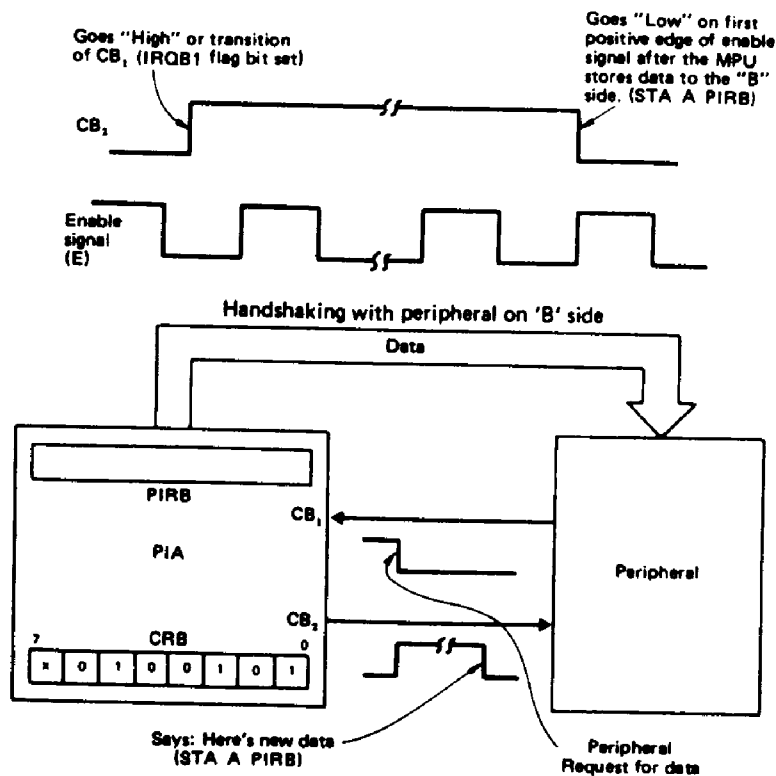 Goes "High" or transition
of CB₁ (IRQB1 flag bit set)
Goes "Low" on first
positive edge of enable
signal after the MPU
stores data to the "B"
side. (STA A PIRB)
CB₂
Enable
signal
(E)
Handshaking with peripheral on 'B' side
Data
PIRB
CB₁
PIA
Peripheral
CB₂
CRB
7 0
x 0 1 0 0 1 0 1
Says: Here's new data
(STA A PIRB)
Peripheral
Request for data